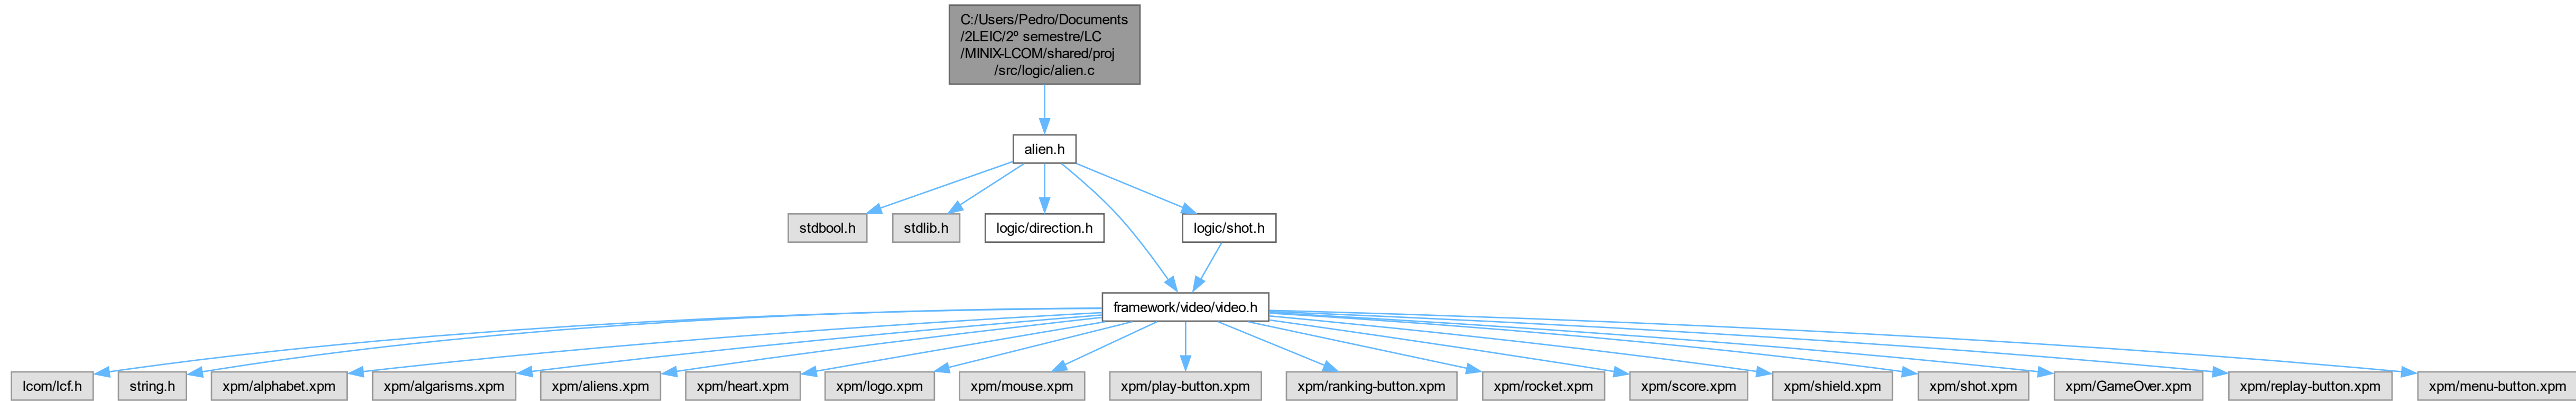 C:/Users/Pedro/Documents
/2LEIC/2º semestre/LC
/MINIX-LCOM/shared/proj
/src/logic/alien.c
alien.h
stdbool.h
stdlib.h
logic/direction.h
logic/shot.h
framework/video/video.h
lcom/lcf.h
string.h
xpm/alphabet.xpm
xpm/algarisms.xpm
xpm/aliens.xpm
xpm/heart.xpm
xpm/logo.xpm
xpm/mouse.xpm
xpm/play-button.xpm
xpm/ranking-button.xpm
xpm/rocket.xpm
xpm/score.xpm
xpm/shield.xpm
xpm/shot.xpm
xpm/GameOver.xpm
xpm/replay-button.xpm
xpm/menu-button.xpm